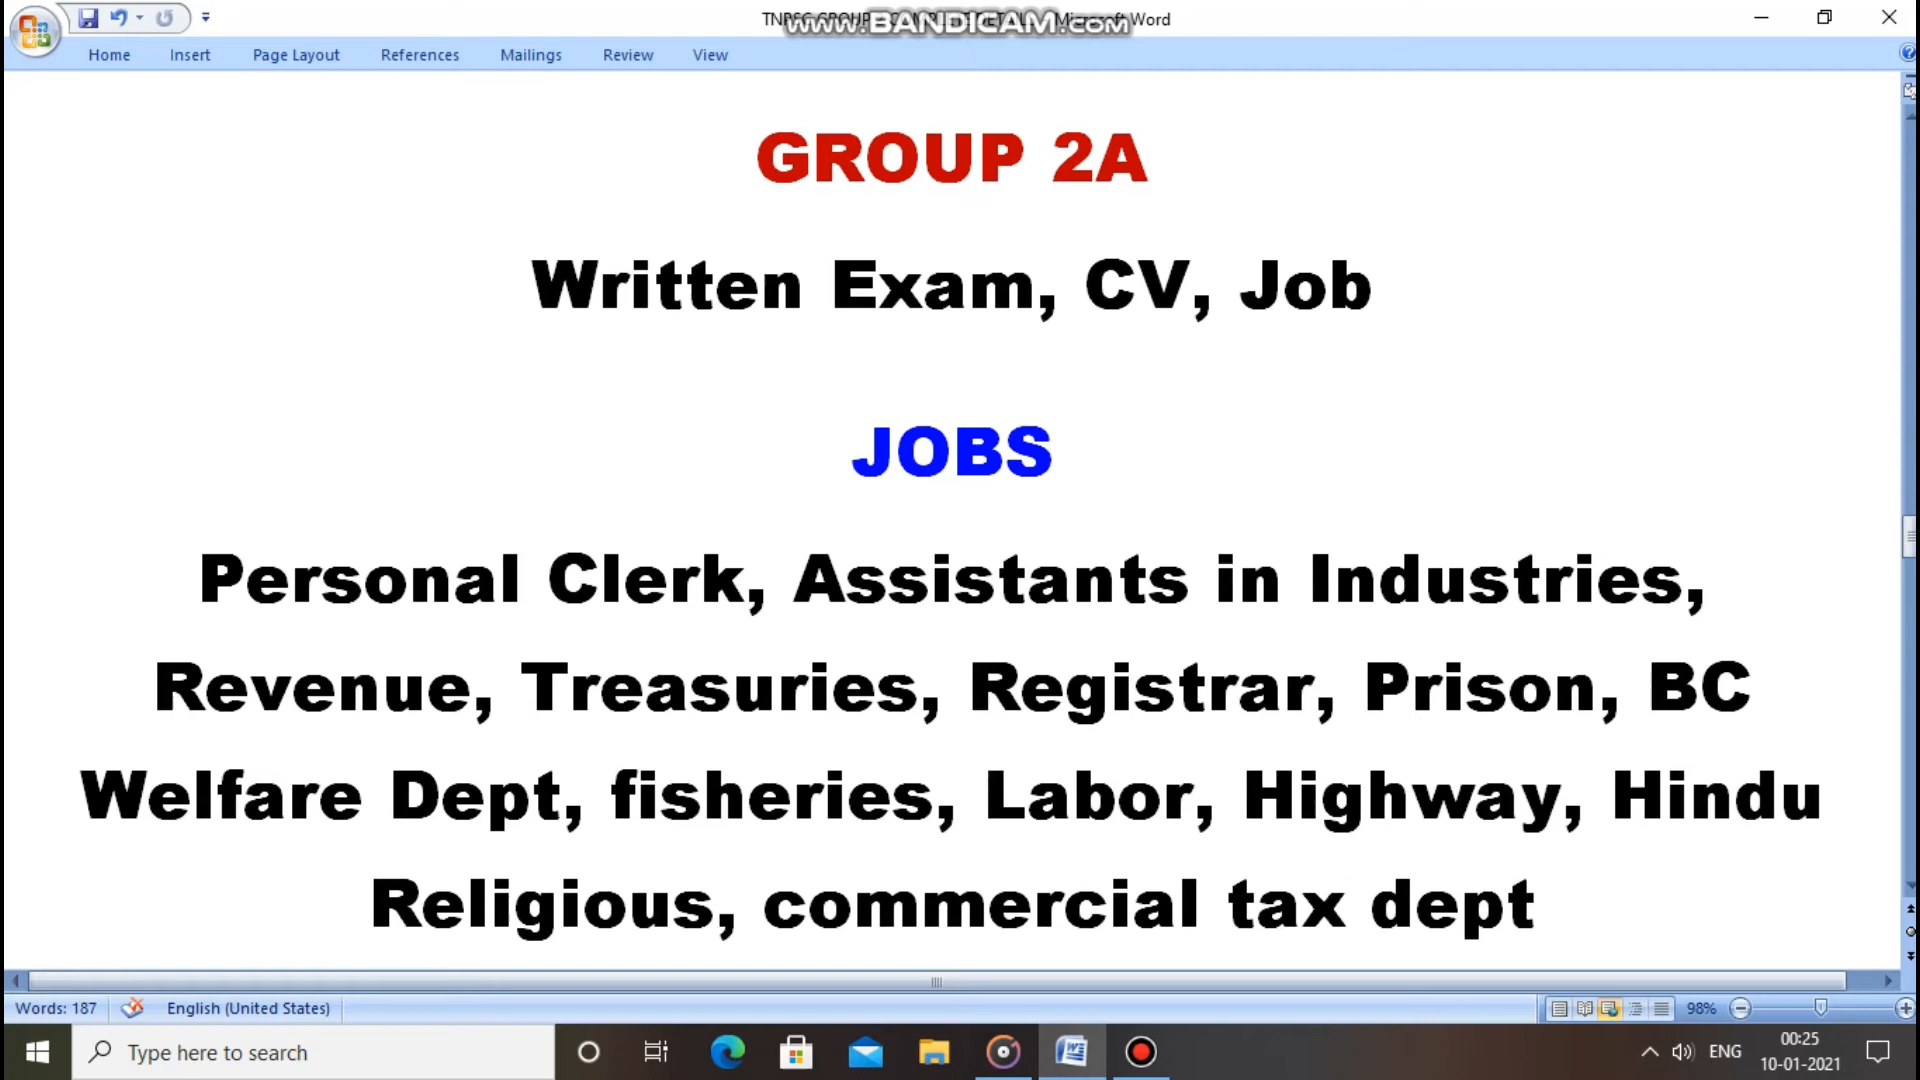 www.BANDICAM.com
Word
Home Insert Page Layout References Mailings Review View
GROUP 2A
Written Exam, CV, Job
JOBS
Personal Clerk, Assistants in Industries,
Revenue, Treasuries, Registrar, Prison, BC
Welfare Dept, fisheries, Labor, Highway, Hindu
Religious, commercial tax dept
Words: 187 English (United States) 98%
Type here to search
ENG
00:25
10-01-2021